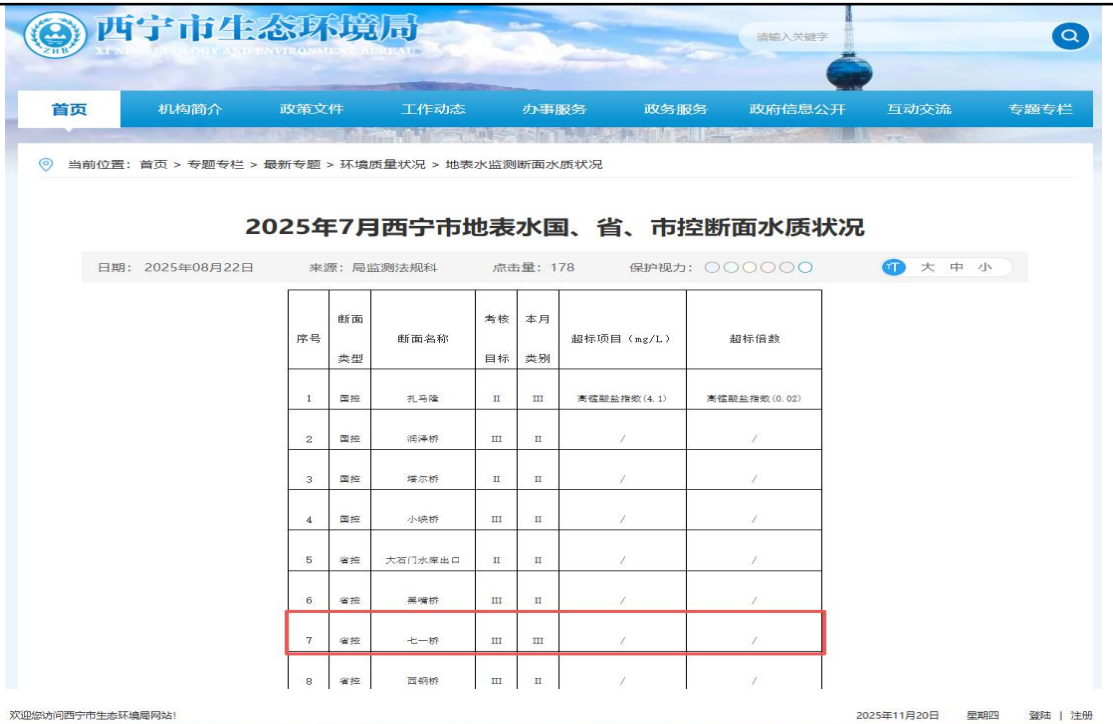 西宁市生态环境局
XI NING ECOLOGY AND ENVIRONMENT BUREAU
ZHB
请输入关键字
首页 机构简介 政策文件 工作动态 办事服务 政务服务 政府信息公开 互动交流 专题专栏
当前位置：首页 > 专题专栏 > 最新专题 > 环境质量状况 > 地表水监测断面水质状况
2025年7月西宁市地表水国、省、市控断面水质状况
日期： 2025年08月22日 来源：局监测法规科 点击量：178 保护视力： 大 中 小
序号 断面类型 断面名称 考核目标 本月类别 超标项目（mg/L） 超标倍数
1 国控 扎马隆 II III 高锰酸盐指数(4.1) 高锰酸盐指数(0.02)
2 国控 润泽桥 III II / /
3 国控 塔尔桥 II II / /
4 国控 小峡桥 III II / /
5 省控 大石门水库出口 II II / /
6 省控 黑嘴桥 III II / /
7 省控 七一桥 III III / /
8 省控 西钢桥 III II / /
欢迎您访问西宁市生态环境局网站! 2025年11月20日 星期四 登陆 | 注册